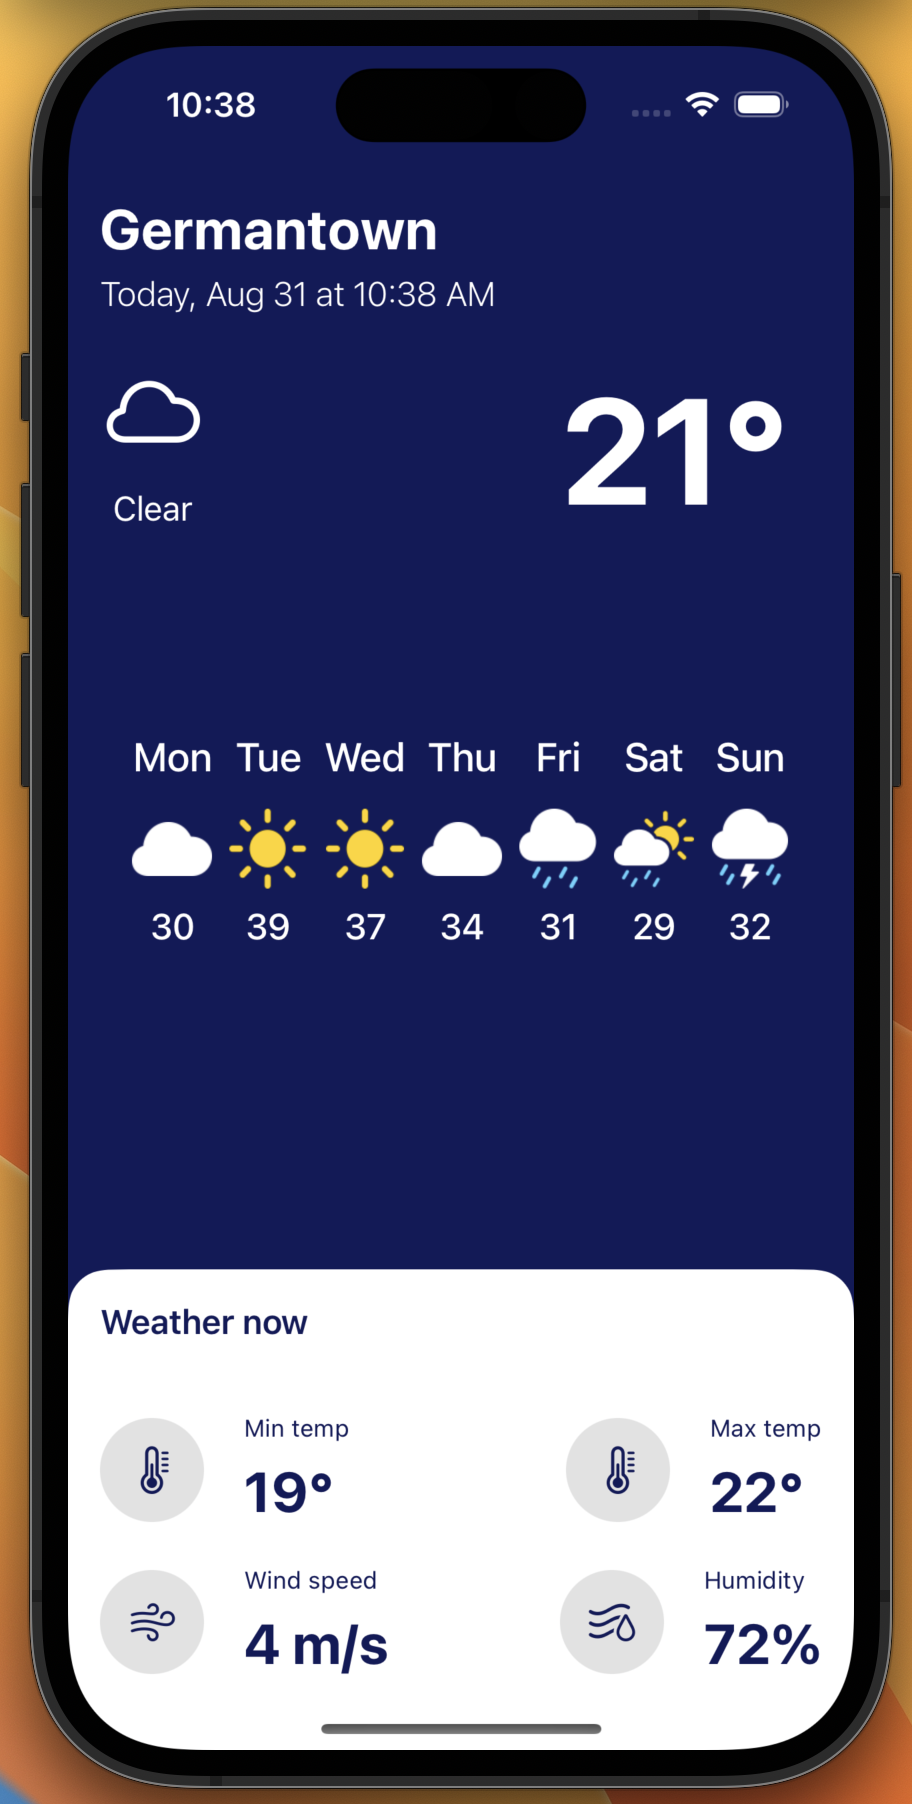 10:38
Germantown
Today, Aug 31 at 10:38 AM
21°
Clear
Mon Tue Wed Thu Fri Sat Sun
30 39 37 34 31 29 32
Weather now
Min temp Max temp
19° 22°
Wind speed Humidity
4 m/s 72%